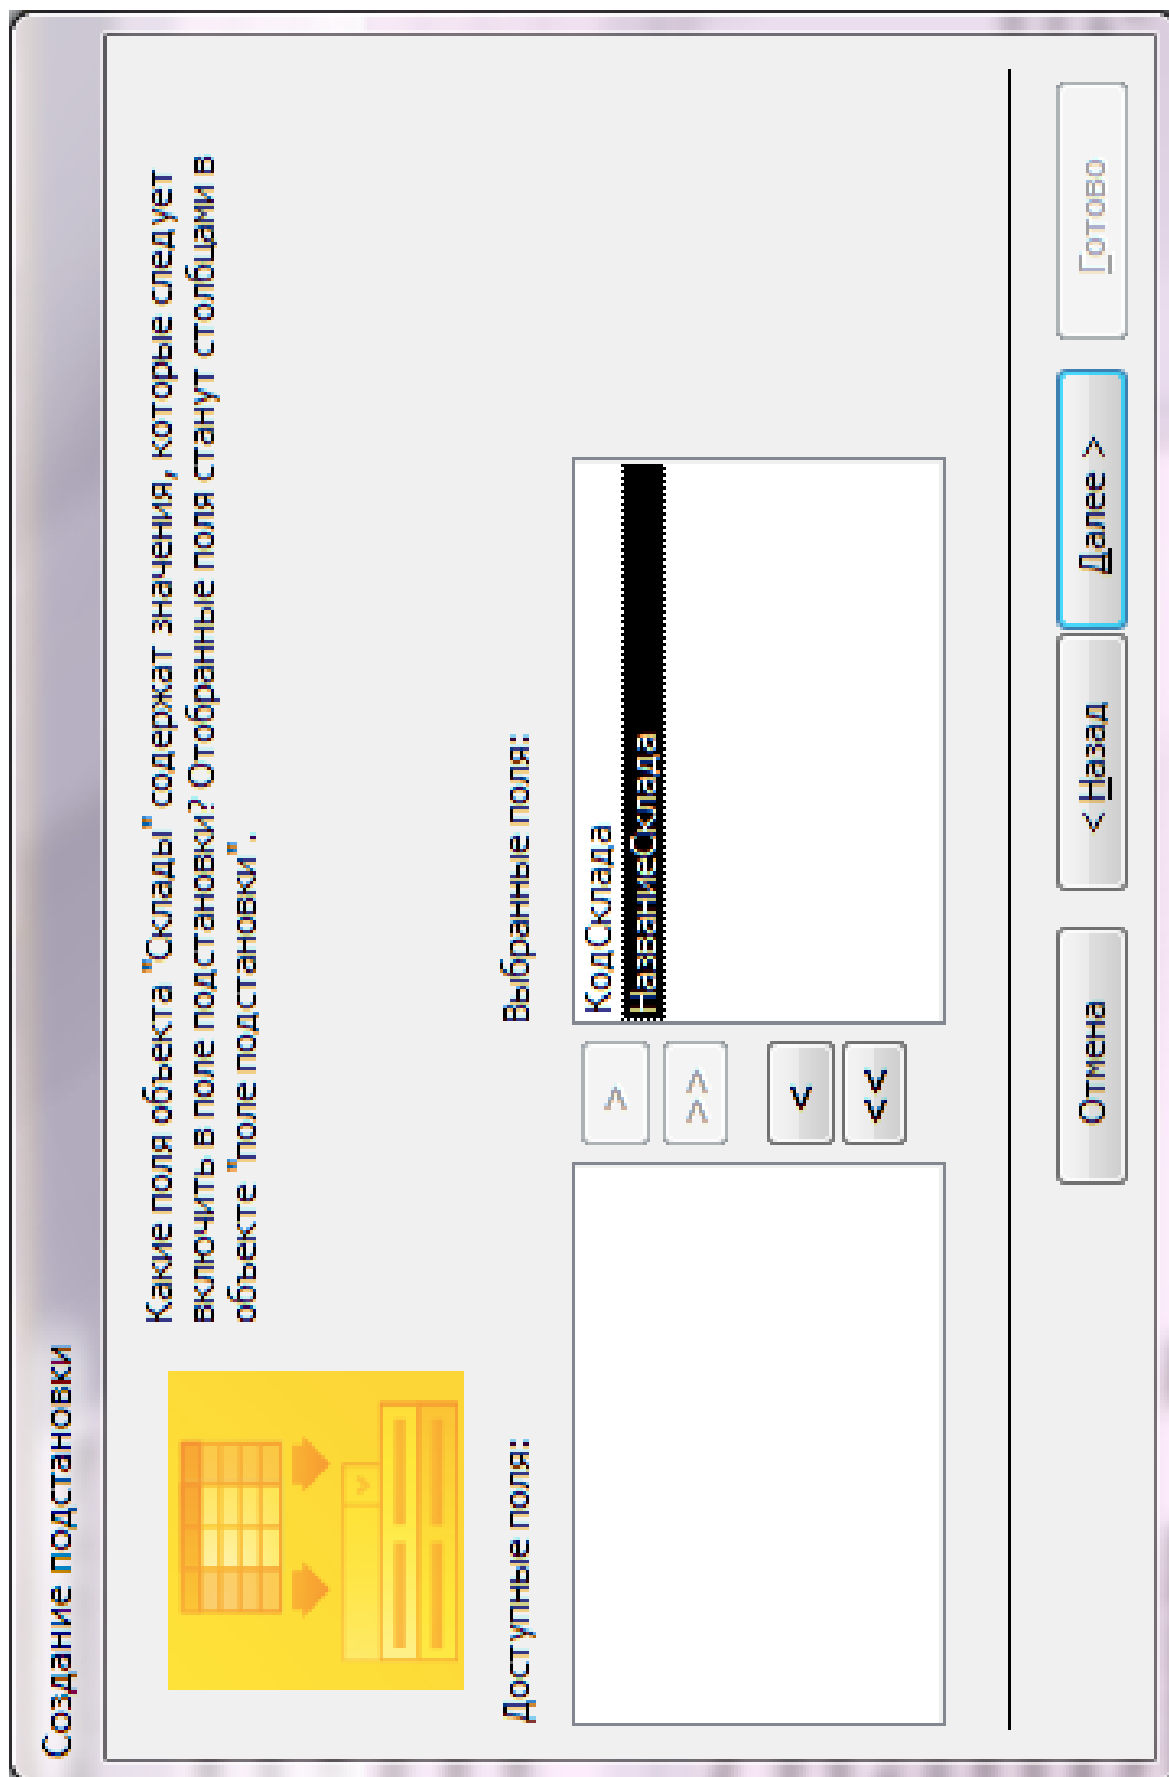 Создание подстановки
Какие поля объекта "Склады" содержат значения, которые следует
включить в поле подстановки? Отобранные поля станут столбцами в
объекте "поле подстановки".
Доступные поля:
Выбранные поля:
КодСклада
НазваниеСклада
>
>>
<
<<
Отмена
< Назад
Далее >
Готово